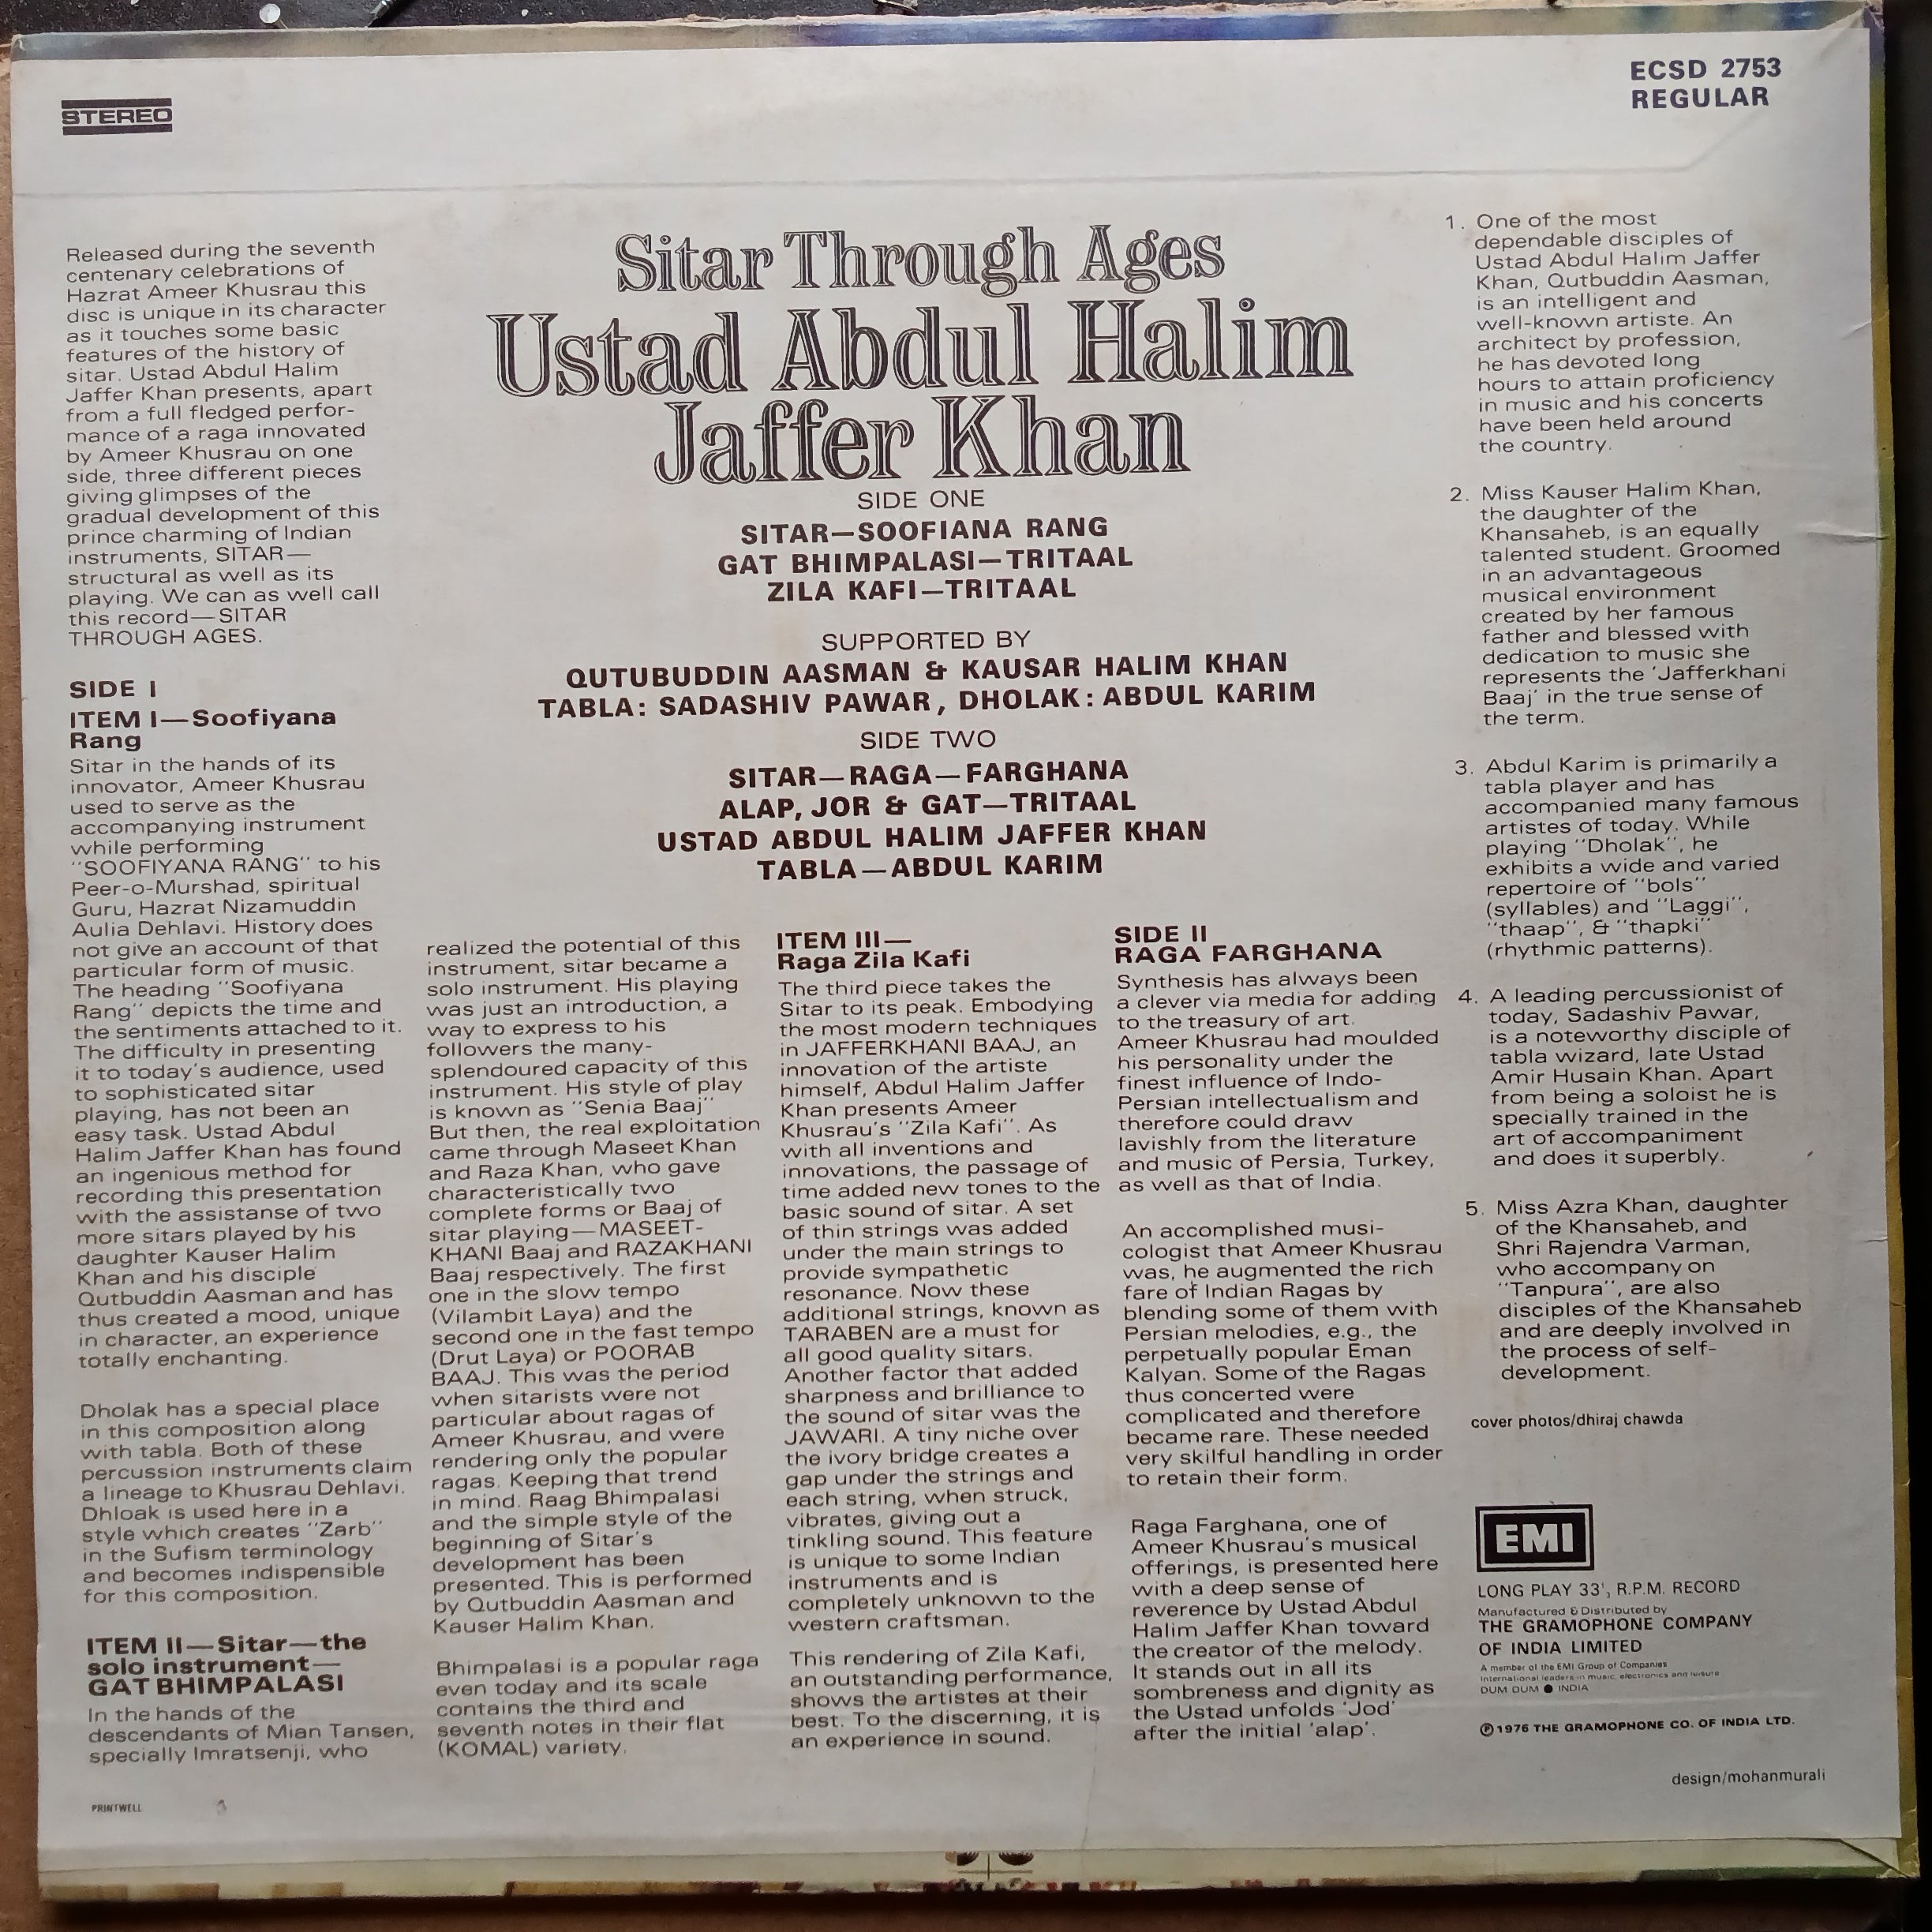 STEREO
ECSD 2753
REGULAR
Released during the seventh
centenary celebrations of
Hazrat Ameer Khusrau this
disc is unique in its character
as it touches some basic
features of the history of
sitar. Ustad Abdul Halim
Jaffer Khan presents, apart
from a full fledged perfor-
mance of a raga innovated
by Ameer Khusrau on one
side, three different pieces
giving glimpses of the
gradual development of this
prince charming of Indian
instruments, SITAR—
structural as well as its
playing. We can as well call
this record—SITAR
THROUGH AGES.
SIDE I
ITEM I—Soofiyana
Rang
Sitar in the hands of its
innovator, Ameer Khusrau
used to serve as the
accompanying instrument
while performing
"SOOFIYANA RANG" to his
Peer-o-Murshad, spiritual
Guru, Hazrat Nizamuddin
Aulia Dehlavi. History does
not give an account of that
particular form of music.
The heading "Soofiyana
Rang" depicts the time and
the sentiments attached to it.
The difficulty in presenting
it to today's audience, used
to sophisticated sitar
playing, has not been an
easy task. Ustad Abdul
Halim Jaffer Khan has found
an ingenious method for
recording this presentation
with the assistanse of two
more sitars played by his
daughter Kauser Halim
Khan and his disciple
Qutbuddin Aasman and has
thus created a mood, unique
in character, an experience
totally enchanting.
Dholak has a special place
in this composition along
with tabla. Both of these
percussion instruments claim
a lineage to Khusrau Dehlavi.
Dhloak is used here in a
style which creates "Zarb"
in the Sufism terminology
and becomes indispensible
for this composition.
ITEM II—Sitar—the
solo instrument—
GAT BHIMPALASI
In the hands of the
descendants of Mian Tansen,
specially Imratsenji, who
PRINTWELL
Sitar Through Ages
Ustad Abdul Halim
Jaffer Khan
SIDE ONE
SITAR—SOOFIANA RANG
GAT BHIMPALASI—TRITAAL
ZILA KAFI—TRITAAL
SUPPORTED BY
QUTUBUDDIN AASMAN & KAUSAR HALIM KHAN
TABLA: SADASHIV PAWAR, DHOLAK: ABDUL KARIM
SIDE TWO
SITAR—RAGA—FARGHANA
ALAP, JOR & GAT—TRITAAL
USTAD ABDUL HALIM JAFFER KHAN
TABLA—ABDUL KARIM
realized the potential of this
instrument, sitar became a
solo instrument. His playing
was just an introduction, a
way to express to his
followers the many-
splendoured capacity of this
instrument. His style of play
is known as "Senia Baaj"
But then, the real exploitation
came through Maseet Khan
and Raza Khan, who gave
characteristically two
complete forms or Baaj of
sitar playing—MASEET-
KHANI Baaj and RAZAKHANI
Baaj respectively. The first
one in the slow tempo
(Vilambit Laya) and the
second one in the fast tempo
(Drut Laya) or POORAB
BAAJ. This was the period
when sitarists were not
particular about ragas of
Ameer Khusrau, and were
rendering only the popular
ragas. Keeping that trend
in mind. Raag Bhimpalasi
and the simple style of the
beginning of Sitar's
development has been
presented. This is performed
by Qutbuddin Aasman and
Kauser Halim Khan.
Bhimpalasi is a popular raga
even today and its scale
contains the third and
seventh notes in their flat
(KOMAL) variety.
ITEM III—
Raga Zila Kafi
The third piece takes the
Sitar to its peak. Embodying
the most modern techniques
in JAFFERKHANI BAAJ, an
innovation of the artiste
himself, Abdul Halim Jaffer
Khan presents Ameer
Khusrau's "Zila Kafi". As
with all inventions and
innovations, the passage of
time added new tones to the
basic sound of sitar. A set
of thin strings was added
under the main strings to
provide sympathetic
resonance. Now these
additional strings, known as
TARABEN are a must for
all good quality sitars.
Another factor that added
sharpness and brilliance to
the sound of sitar was the
JAWARI. A tiny niche over
the ivory bridge creates a
gap under the strings and
each string, when struck,
vibrates, giving out a
tinkling sound. This feature
is unique to some Indian
instruments and is
completely unknown to the
western craftsman.
This rendering of Zila Kafi,
an outstanding performance,
shows the artistes at their
best. To the discerning, it is
an experience in sound.
SIDE II
RAGA FARGHANA
Synthesis has always been
a clever via media for adding
to the treasury of art.
Ameer Khusrau had moulded
his personality under the
finest influence of Indo-
Persian intellectualism and
therefore could draw
lavishly from the literature
and music of Persia, Turkey,
as well as that of India.
An accomplished musi-
cologist that Ameer Khusrau
was, he augmented the rich
fare of Indian Ragas by
blending some of them with
Persian melodies, e.g., the
perpetually popular Eman
Kalyan. Some of the Ragas
thus concerted were
complicated and therefore
became rare. These needed
very skilful handling in order
to retain their form.
Raga Farghana, one of
Ameer Khusrau's musical
offerings, is presented here
with a deep sense of
reverence by Ustad Abdul
Halim Jaffer Khan toward
the creator of the melody.
It stands out in all its
sombreness and dignity as
the Ustad unfolds 'Jod'
after the initial 'alap'.
1. One of the most
dependable disciples of
Ustad Abdul Halim Jaffer
Khan, Qutbuddin Aasman,
is an intelligent and
well-known artiste. An
architect by profession,
he has devoted long
hours to attain proficiency
in music and his concerts
have been held around
the country.
2. Miss Kauser Halim Khan,
the daughter of the
Khansaheb, is an equally
talented student. Groomed
in an advantageous
musical environment
created by her famous
father and blessed with
dedication to music she
represents the 'Jafferkhani
Baaj' in the true sense of
the term.
3. Abdul Karim is primarily a
tabla player and has
accompanied many famous
artistes of today. While
playing "Dholak", he
exhibits a wide and varied
repertoire of "bols"
(syllables) and "Laggi",
"thaap", & "thapki"
(rhythmic patterns).
4. A leading percussionist of
today, Sadashiv Pawar,
is a noteworthy disciple of
tabla wizard, late Ustad
Amir Husain Khan. Apart
from being a soloist he is
specially trained in the
art of accompaniment
and does it superbly.
5. Miss Azra Khan, daughter
of the Khansaheb, and
Shri Rajendra Varman,
who accompany on
"Tanpura", are also
disciples of the Khansaheb
and are deeply involved in
the process of self-
development.
cover photos/dhiraj chawda
EMI
LONG PLAY 33⅓ R.P.M. RECORD
Manufactured & Distributed by
THE GRAMOPHONE COMPANY
OF INDIA LIMITED
A member of the EMI Group of Companies
International leaders in music, electronics and leisure
DUM DUM ● INDIA
℗ 1976 THE GRAMOPHONE CO. OF INDIA LTD.
design/mohanmurali